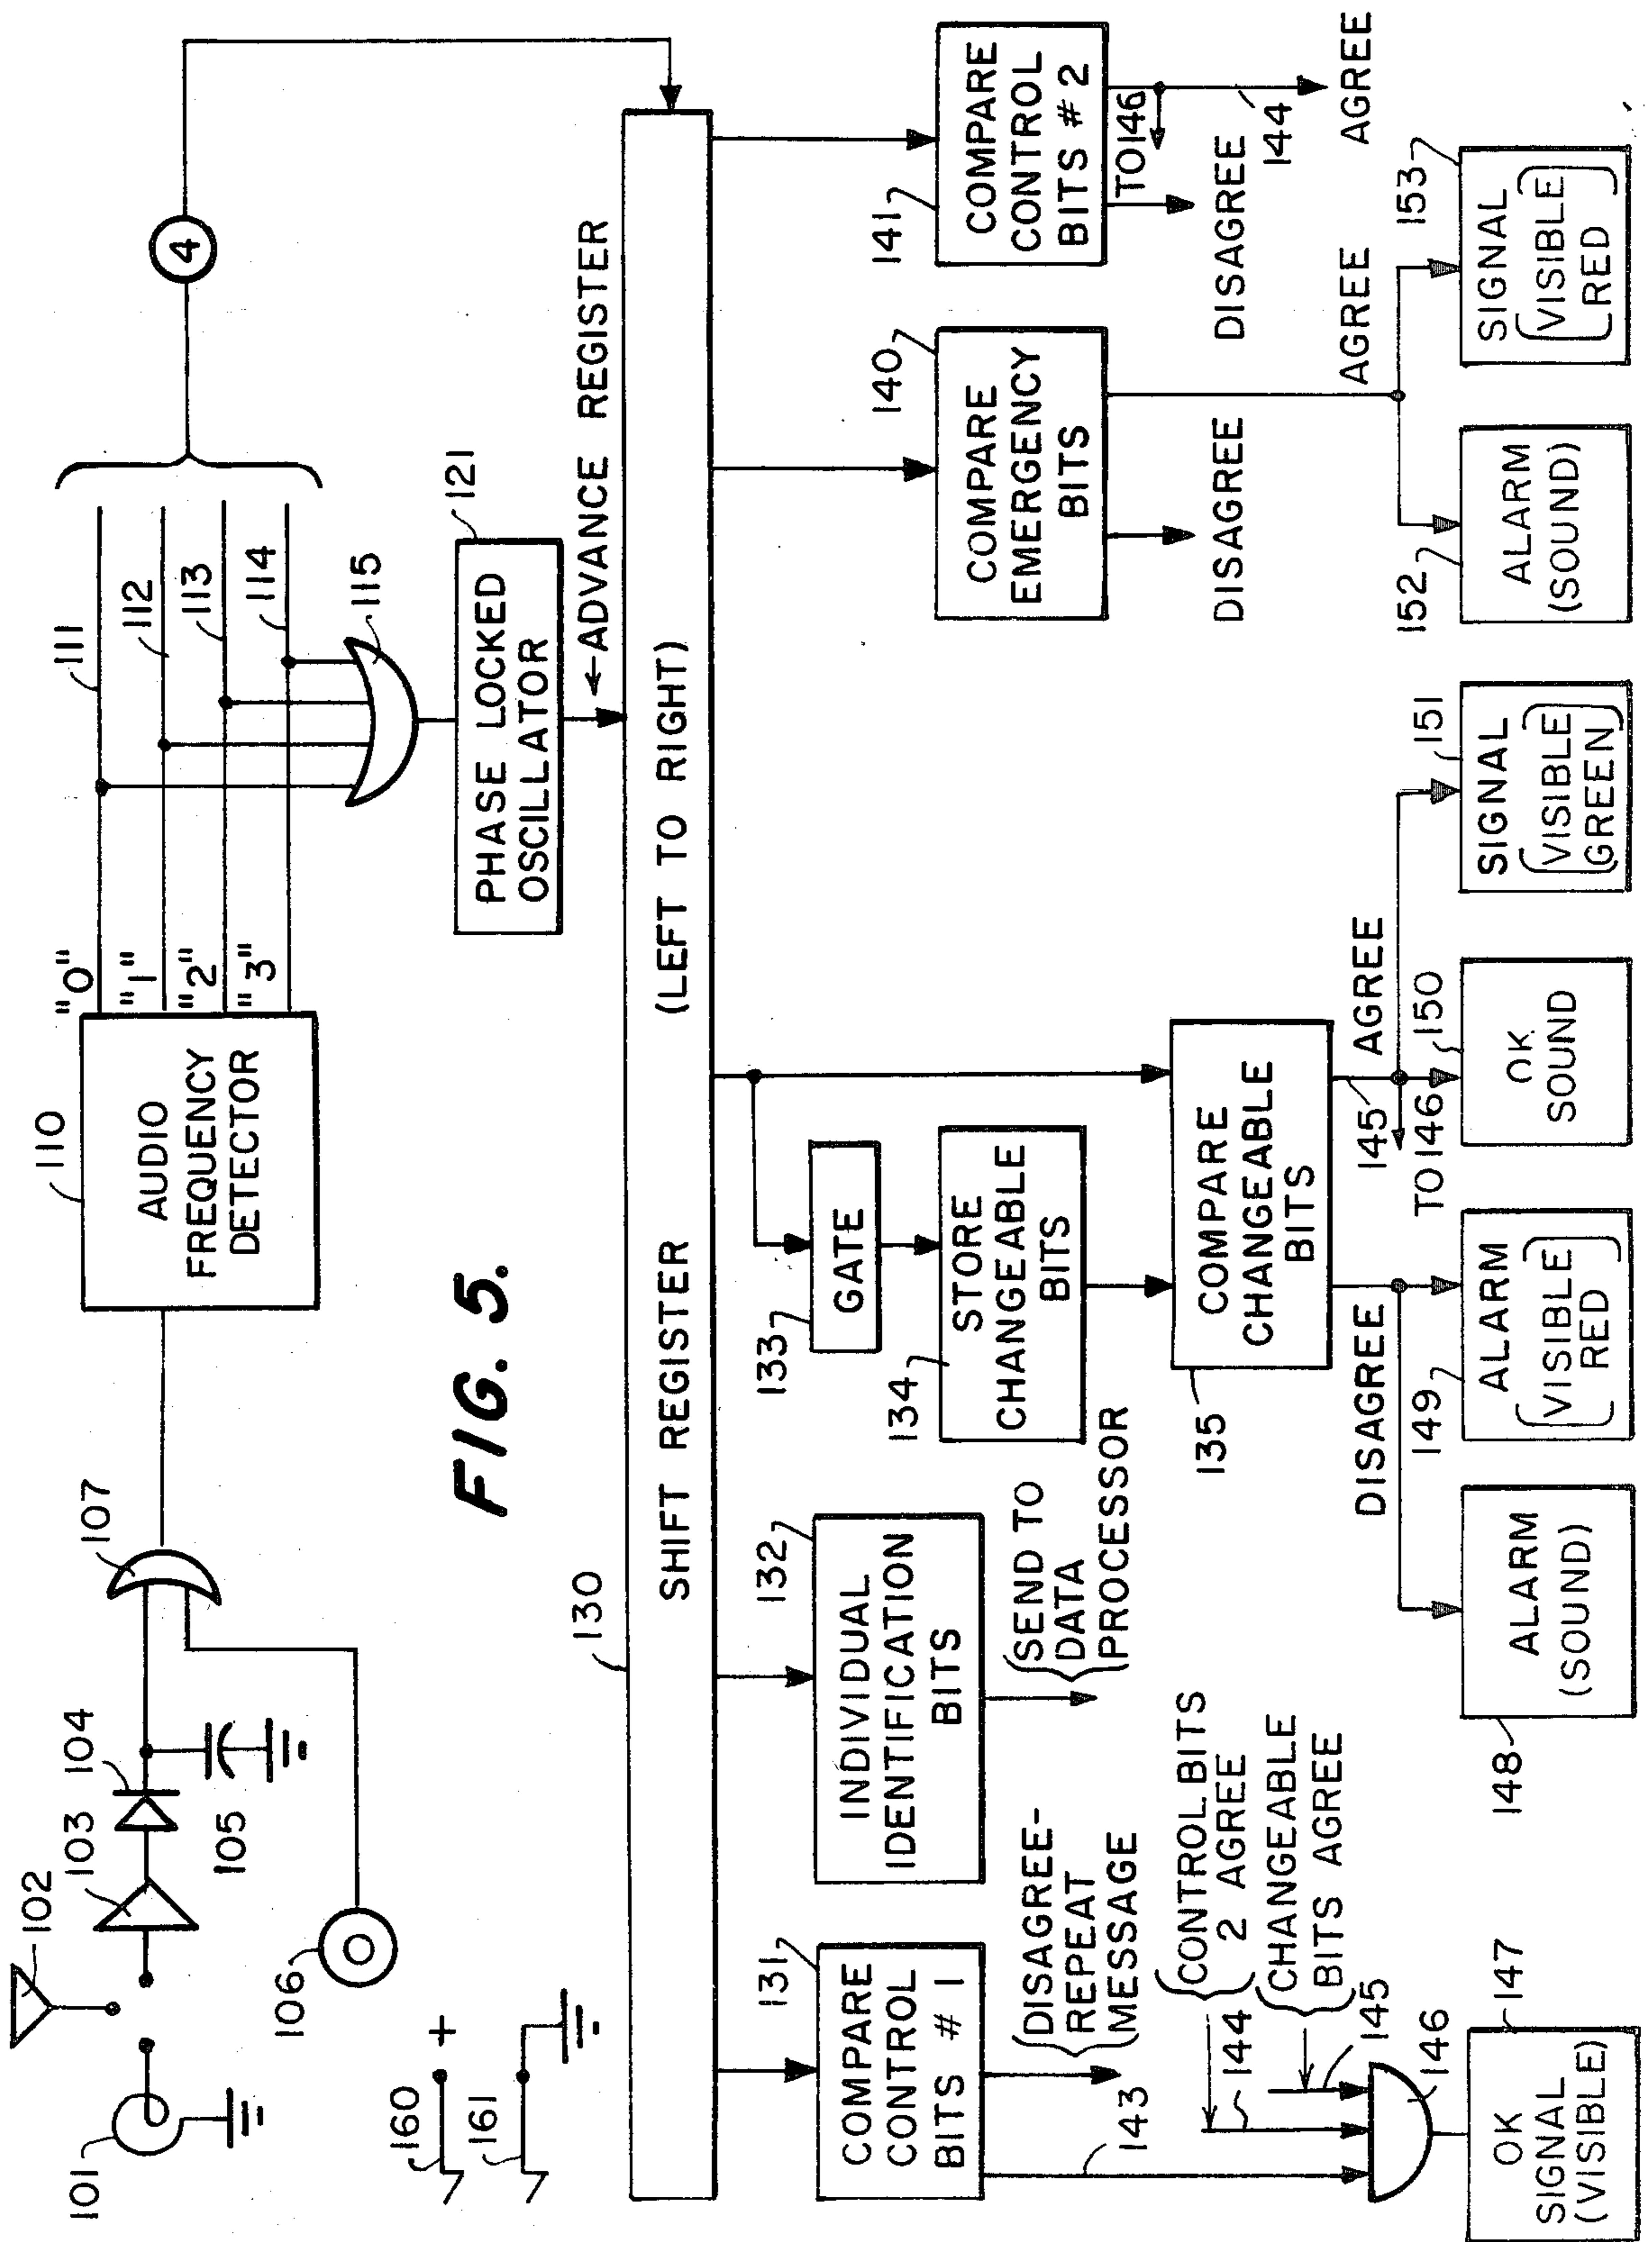 101
102
103
104
105
106
107
160
+
161
FIG. 5.
110
AUDIO
FREQUENCY
DETECTOR
"0"
"1"
"2"
"3"
111
112
113
114
115
4
PHASE LOCKED
OSCILLATOR
121
ADVANCE REGISTER
130
SHIFT REGISTER (LEFT TO RIGHT)
COMPARE
CONTROL
BITS # 1
131
DISAGREE-
REPEAT
MESSAGE
143
INDIVIDUAL
IDENTIFICATION
BITS
132
SEND TO
DATA
PROCESSOR
133
GATE
134
STORE
CHANGEABLE
BITS
135
COMPARE
CHANGEABLE
BITS
140
COMPARE
EMERGENCY
BITS
DISAGREE
AGREE
141
COMPARE
CONTROL
BITS # 2
TO 146
DISAGREE
144
AGREE
CONTROL BITS
2 AGREE
CHANGEABLE
BITS AGREE
144
145
146
OK
SIGNAL
(VISIBLE)
147
DISAGREE
148
ALARM
(SOUND)
149
ALARM
(VISIBLE
RED)
145
TO 146
AGREE
150
OK
SOUND
151
SIGNAL
(VISIBLE
GREEN)
152
ALARM
(SOUND)
153
SIGNAL
(VISIBLE
RED)